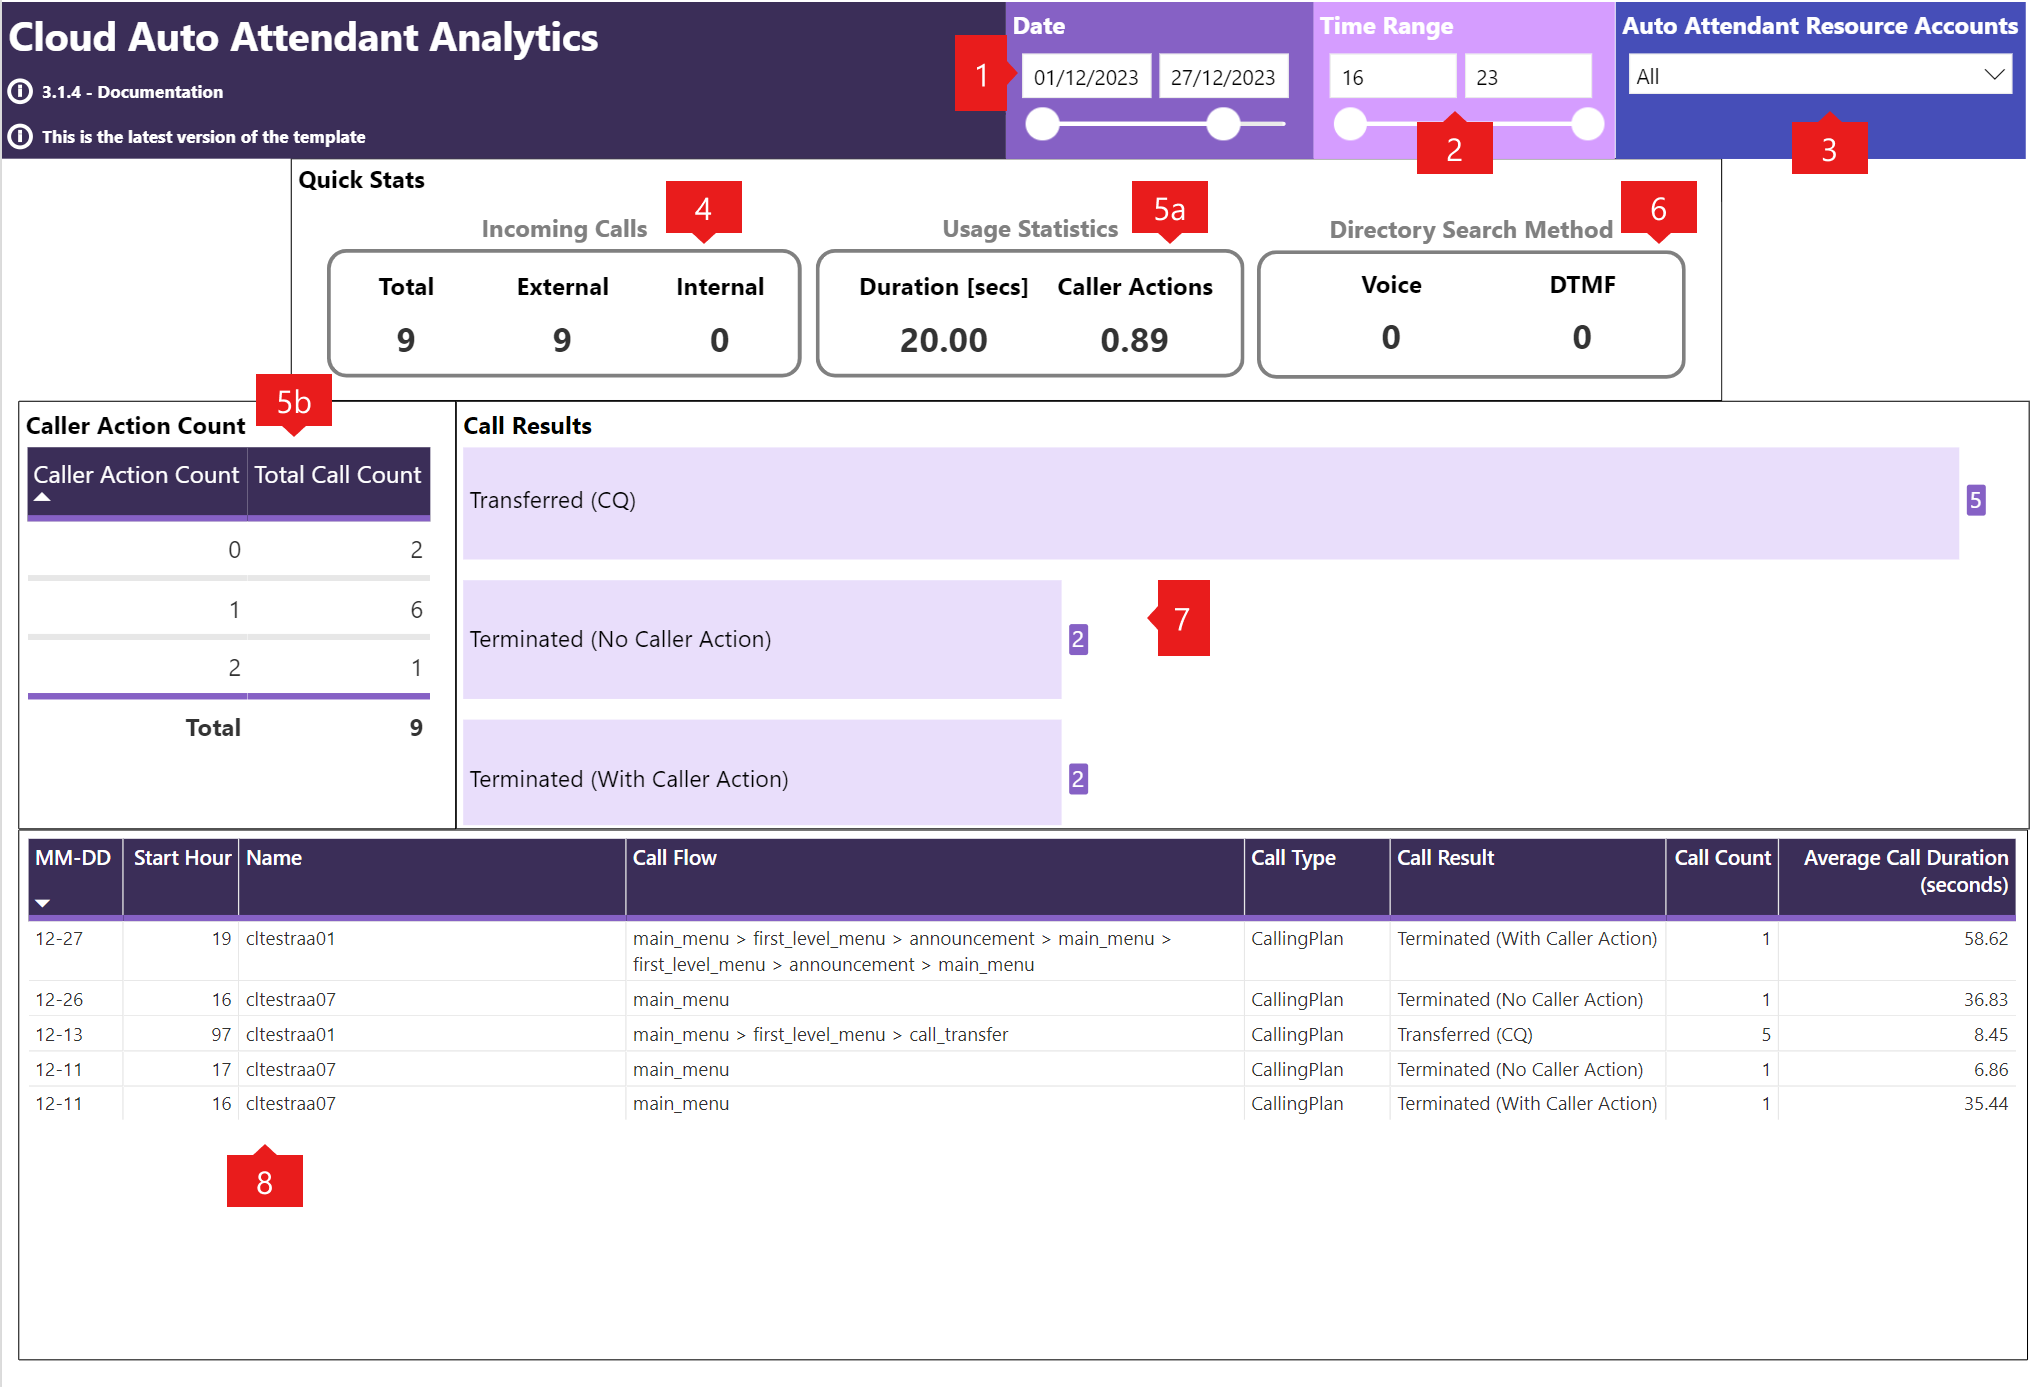 Cloud Auto Attendant Analytics
3.1.4 - Documentation
This is the latest version of the template
1
Date
01/12/2023 27/12/2023
Time Range
16 23
2
Auto Attendant Resource Accounts
All
3
Quick Stats
Incoming Calls 4
Total External Internal
9 9 0
Usage Statistics 5a
Duration [secs] Caller Actions
20.00 0.89
Directory Search Method 6
Voice DTMF
0 0
5b
Caller Action Count
Caller Action Count Total Call Count
0 2
1 6
2 1
Total 9
Call Results
Transferred (CQ) 5
Terminated (No Caller Action) 2
7
Terminated (With Caller Action) 2
MM-DD Start Hour Name Call Flow Call Type Call Result Call Count Average Call Duration
(seconds)
12-27 19 cltestraa01 main_menu > first_level_menu > announcement > main_menu > CallingPlan Terminated (With Caller Action) 1 58.62
first_level_menu > announcement > main_menu
12-26 16 cltestraa07 main_menu CallingPlan Terminated (No Caller Action) 1 36.83
12-13 97 cltestraa01 main_menu > first_level_menu > call_transfer CallingPlan Transferred (CQ) 5 8.45
12-11 17 cltestraa07 main_menu CallingPlan Terminated (No Caller Action) 1 6.86
12-11 16 cltestraa07 main_menu CallingPlan Terminated (With Caller Action) 1 35.44
8